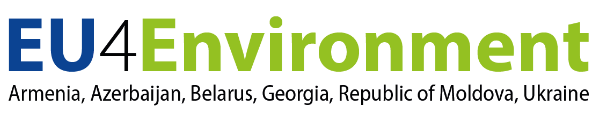 EU4Environment
Armenia, Azerbaijan, Belarus, Georgia, Republic of Moldova, Ukraine